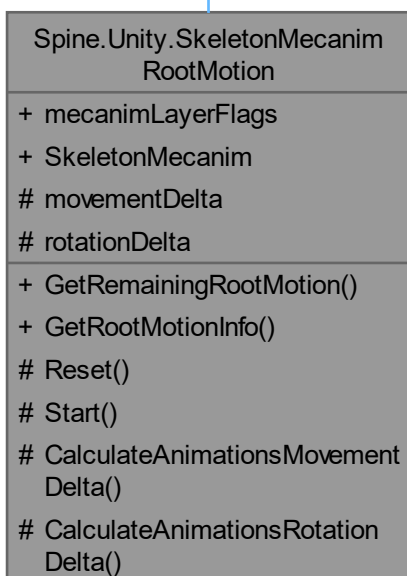 Spine.Unity.SkeletonMecanim
RootMotion
+ mecanimLayerFlags
+ SkeletonMecanim
# movementDelta
# rotationDelta
+ GetRemainingRootMotion()
+ GetRootMotionInfo()
# Reset()
# Start()
# CalculateAnimationsMovement
Delta()
# CalculateAnimationsRotation
Delta()